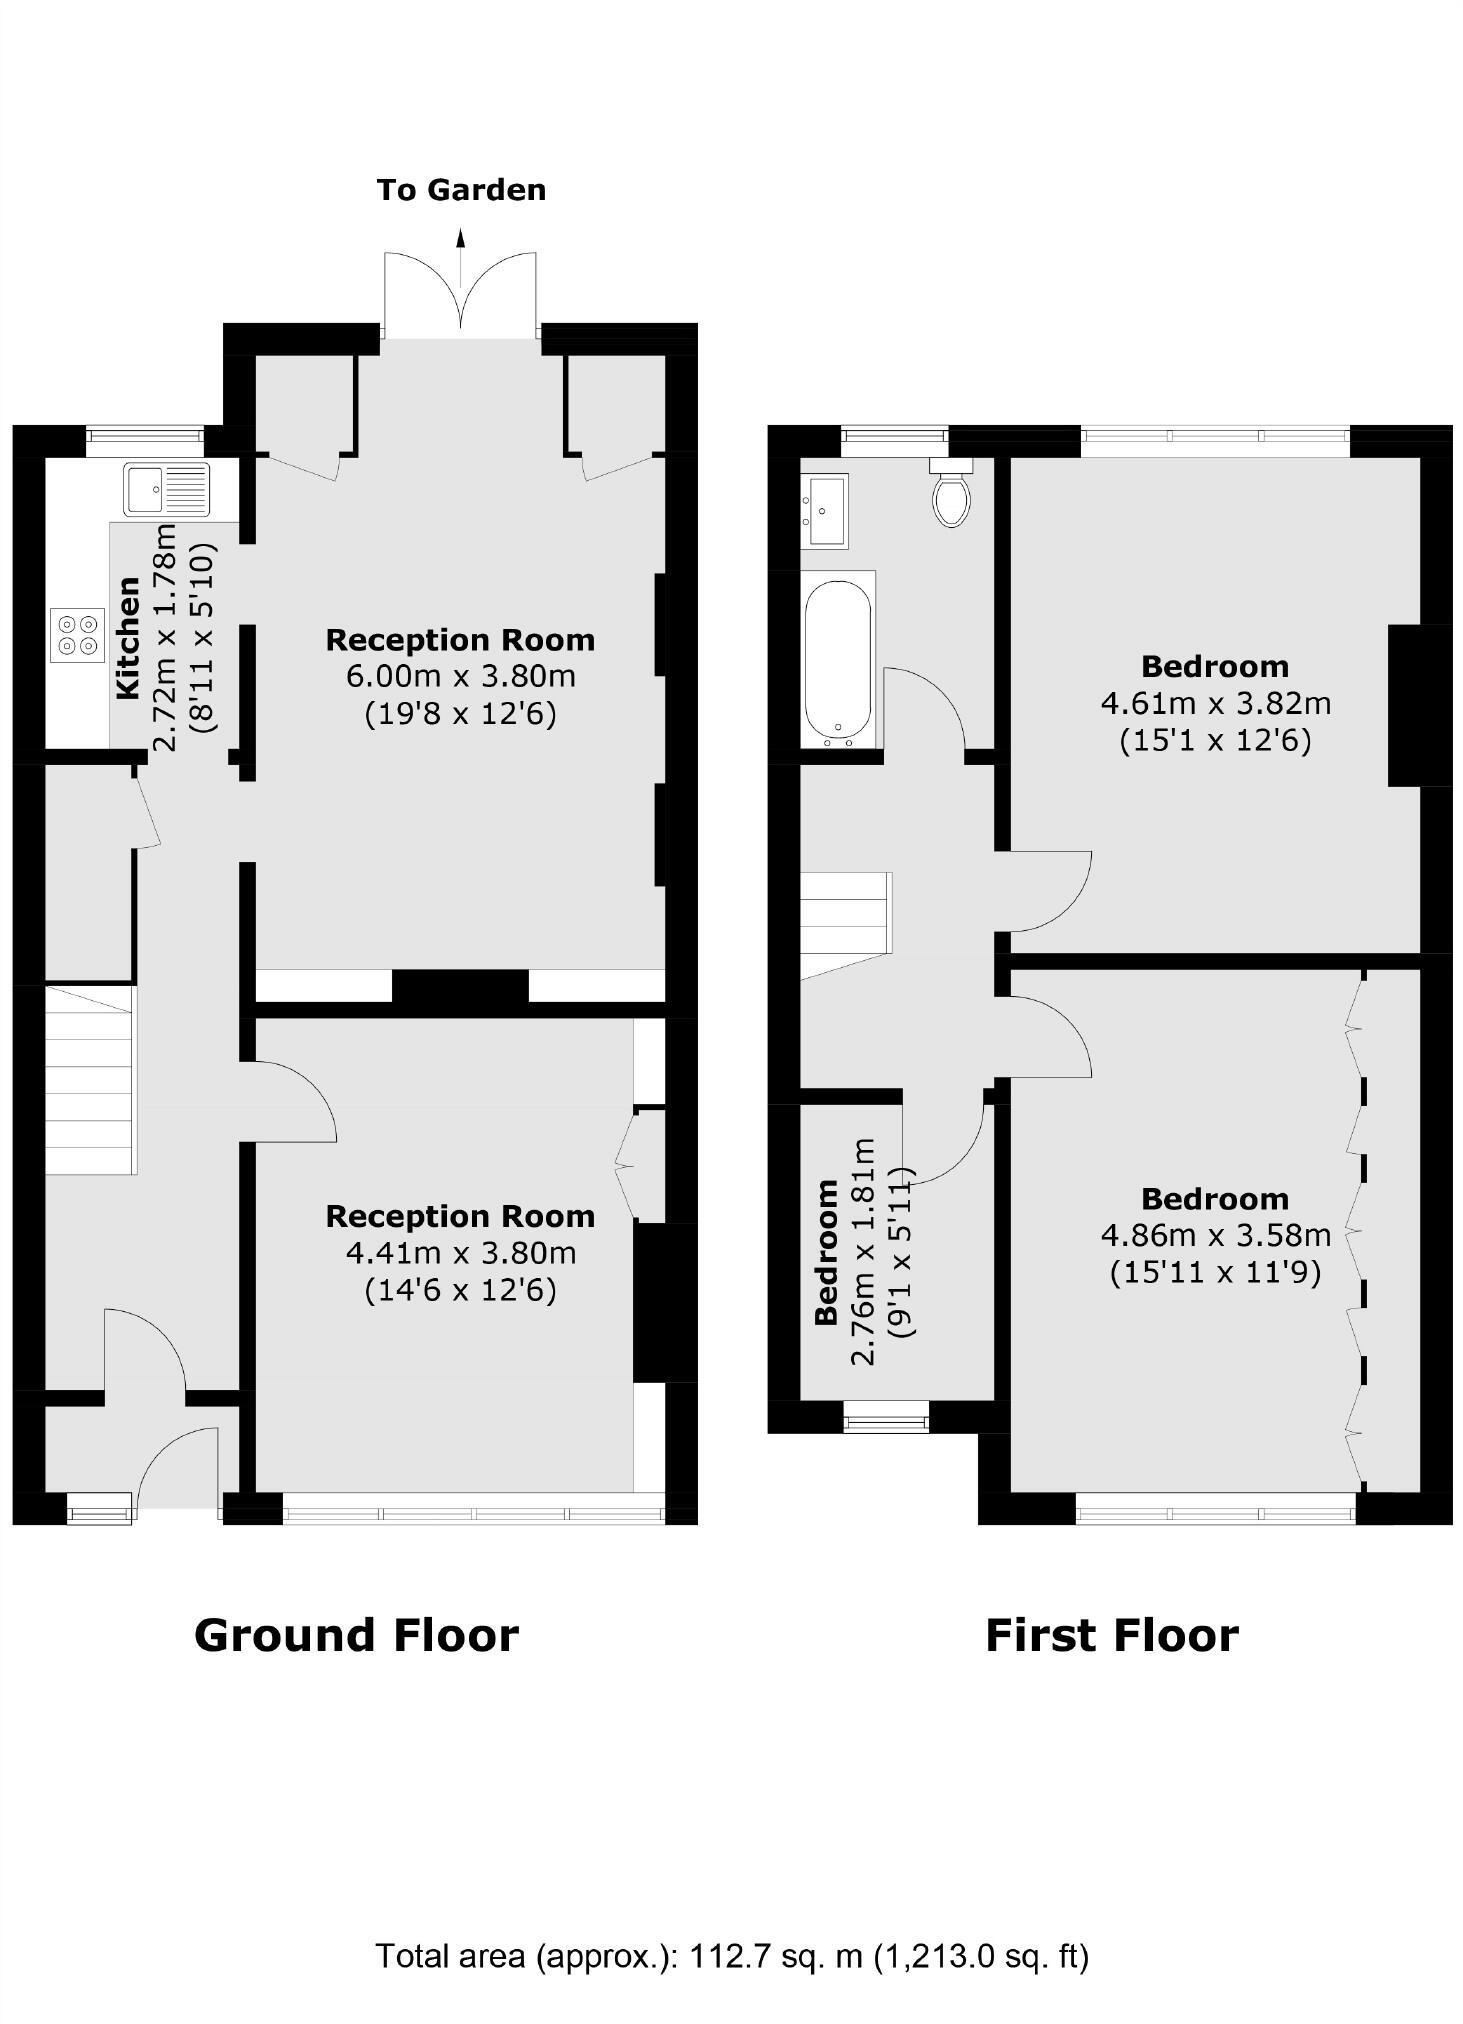 To Garden
Kitchen
2.72m x 1.78m
(8'11 x 5'10)
Reception Room
6.00m x 3.80m
(19'8 x 12'6)
Reception Room
4.41m x 3.80m
(14'6 x 12'6)
Bedroom
4.61m x 3.82m
(15'1 x 12'6)
Bedroom
2.76m x 1.81m
(9'1 x 5'11)
Bedroom
4.86m x 3.58m
(15'11 x 11'9)
Ground Floor
First Floor
Total area (approx.): 112.7 sq. m (1,213.0 sq. ft)